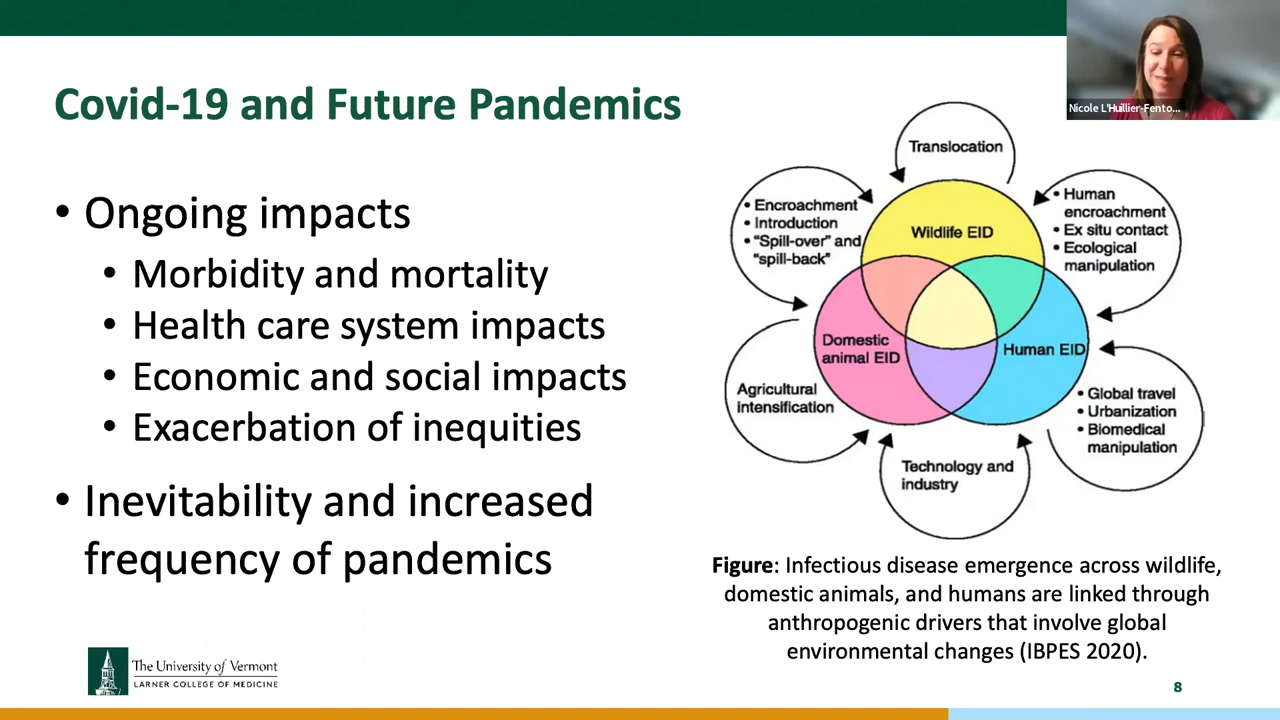 Nicole L'Huillier-Fento...
Covid-19 and Future Pandemics
• Ongoing impacts
• Morbidity and mortality
• Health care system impacts
• Economic and social impacts
• Exacerbation of inequities
• Inevitability and increased
frequency of pandemics
Translocation
• Encroachment
• Introduction
• "Spill-over" and
"spill-back"
Wildlife EID
• Human
encroachment
• Ex situ contact
• Ecological
manipulation
Domestic
animal EID
Human EID
Agricultural
intensification
• Global travel
• Urbanization
• Biomedical
manipulation
Technology and
industry
Figure: Infectious disease emergence across wildlife,
domestic animals, and humans are linked through
anthropogenic drivers that involve global
environmental changes (IBPES 2020).
The University of Vermont
LARNER COLLEGE OF MEDICINE
8